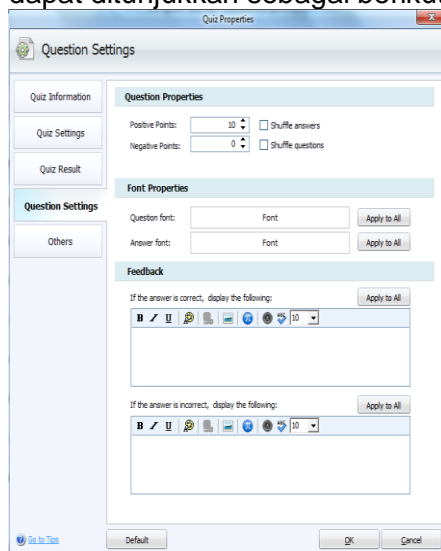 dapat ditunjukkan sebagai beriku
Quiz Properties
Question Settings
Quiz Information
Quiz Settings
Quiz Result
Question Settings
Others
Question Properties
Positive Points: 10 Shuffle answers
Negative Points: 0 Shuffle questions
Font Properties
Question font: Font Apply to All
Answer font: Font Apply to All
Feedback
If the answer is correct, display the following: Apply to All
B I U ABC 10
If the answer is incorrect, display the following: Apply to All
B I U ABC 10
Go to Tips Default OK Cancel